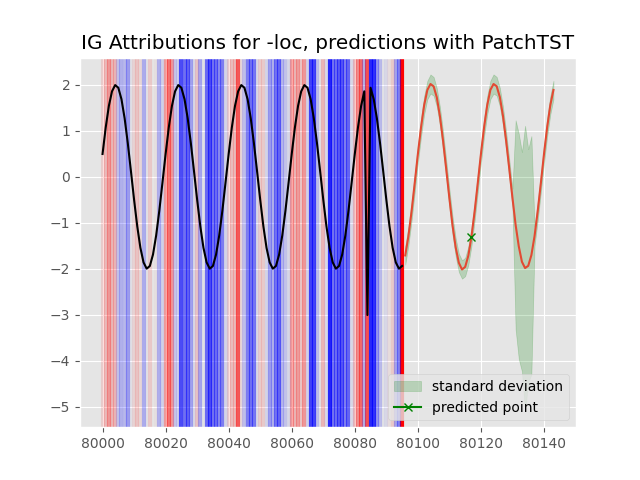 IG Attributions for -loc, predictions with PatchTST
2
1
0
−1
−2
−3
−4
−5
standard deviation
predicted point
80000 80020 80040 80060 80080 80100 80120 80140